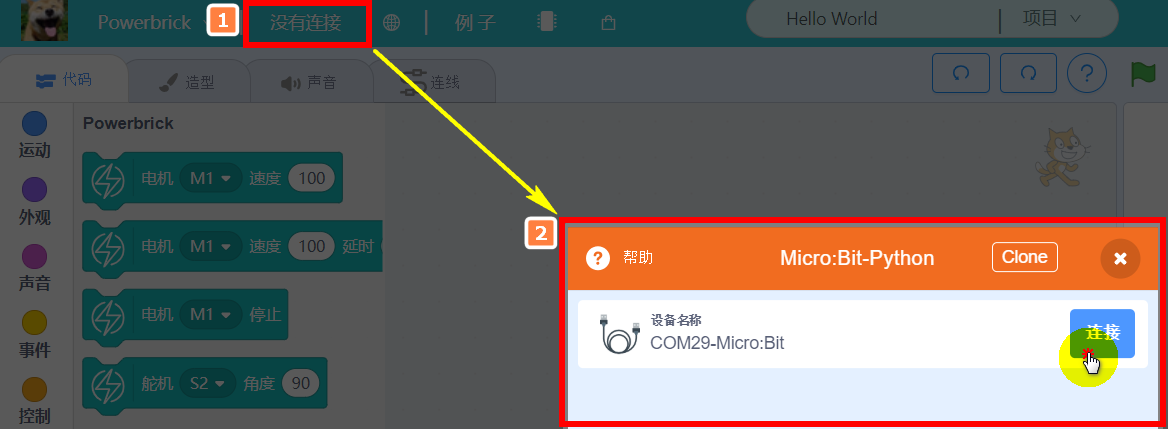 Powerbrick 1 没有连接 例子 Hello World 项目
代码 造型 声音 连线
运动
外观
声音
事件
控制
Powerbrick
电机 M1 速度 100
电机 M1 速度 100 延时
电机 M1 停止
舵机 S2 角度 90
2
? 帮助 Micro:Bit-Python Clone
设备名称
COM29-Micro:Bit
连接